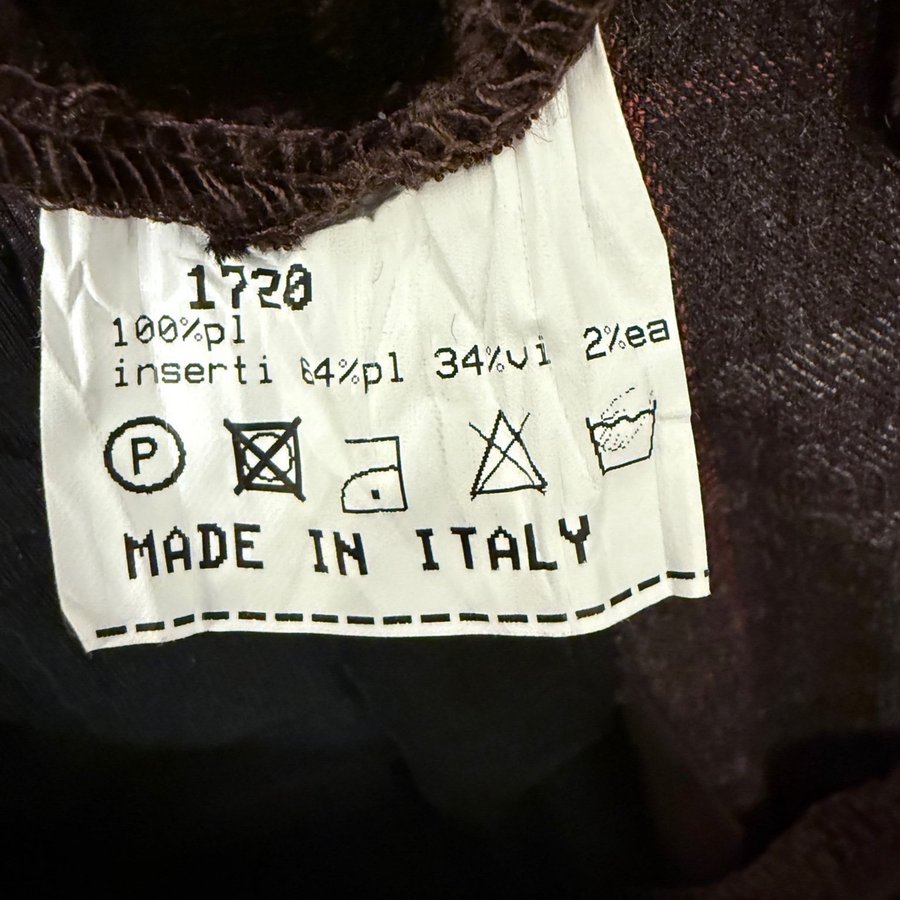 1720
100%pl
inserti 64%pl 34%vi 2%ea
P
MADE IN ITALY